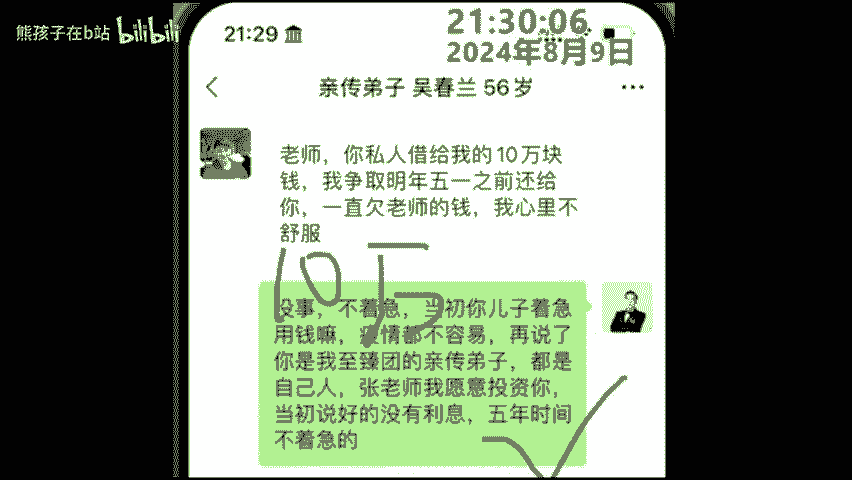 熊孩子在b站 bilibili
21:29
21:30:06
2024年8月9日
亲传弟子 吴春兰 56岁
老师，你私人借给我的10万块
钱，我争取明年五一之前还给
你，一直欠老师的钱，我心里不
舒服
10万
没事，不着急，当初你儿子着急
用钱嘛，疫情都不容易，再说了
你是我至臻团的亲传弟子，都是
自己人，张老师我愿意投资你，
当初说好的没有利息，五年时间
不着急的